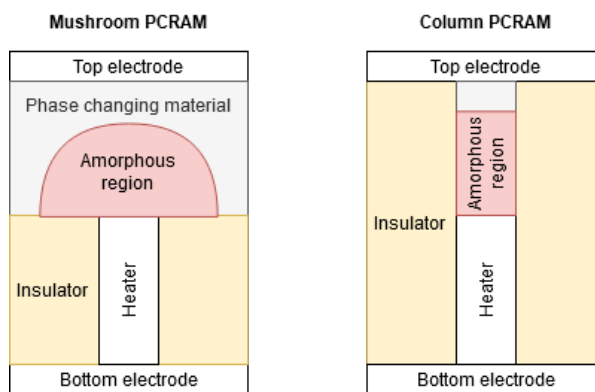 Mushroom PCRAM
Top electrode
Phase changing material
Amorphous
region
Insulator
Heater
Bottom electrode
Column PCRAM
Top electrode
Amorphous
region
Insulator
Heater
Bottom electrode